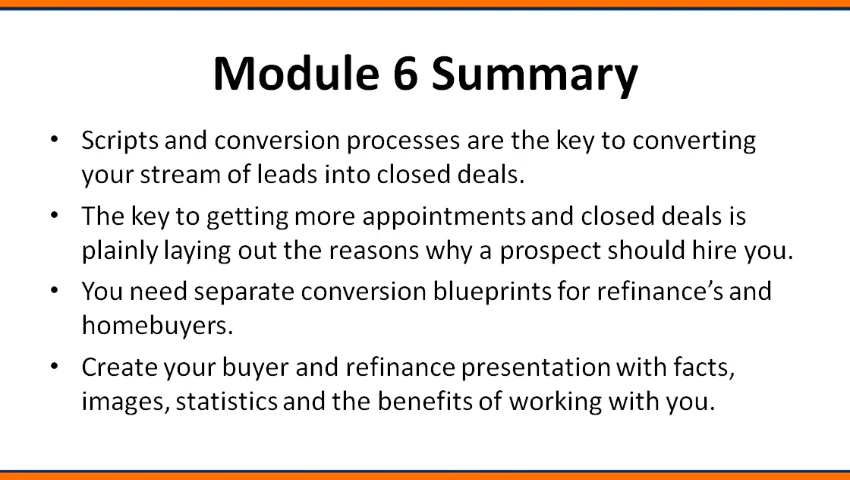 Module 6 Summary
• Scripts and conversion processes are the key to converting
your stream of leads into closed deals.
• The key to getting more appointments and closed deals is
plainly laying out the reasons why a prospect should hire you.
• You need separate conversion blueprints for refinance’s and
homebuyers.
• Create your buyer and refinance presentation with facts,
images, statistics and the benefits of working with you.